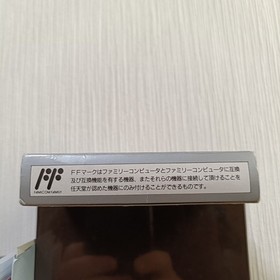 FFマークはファミリーコンピュータとファミリーコンピュータに互換
及び互換機能を有する機器、またそれらの機器に接続して頂けることを
任天堂が認めた機器にのみ付けることができるものです。